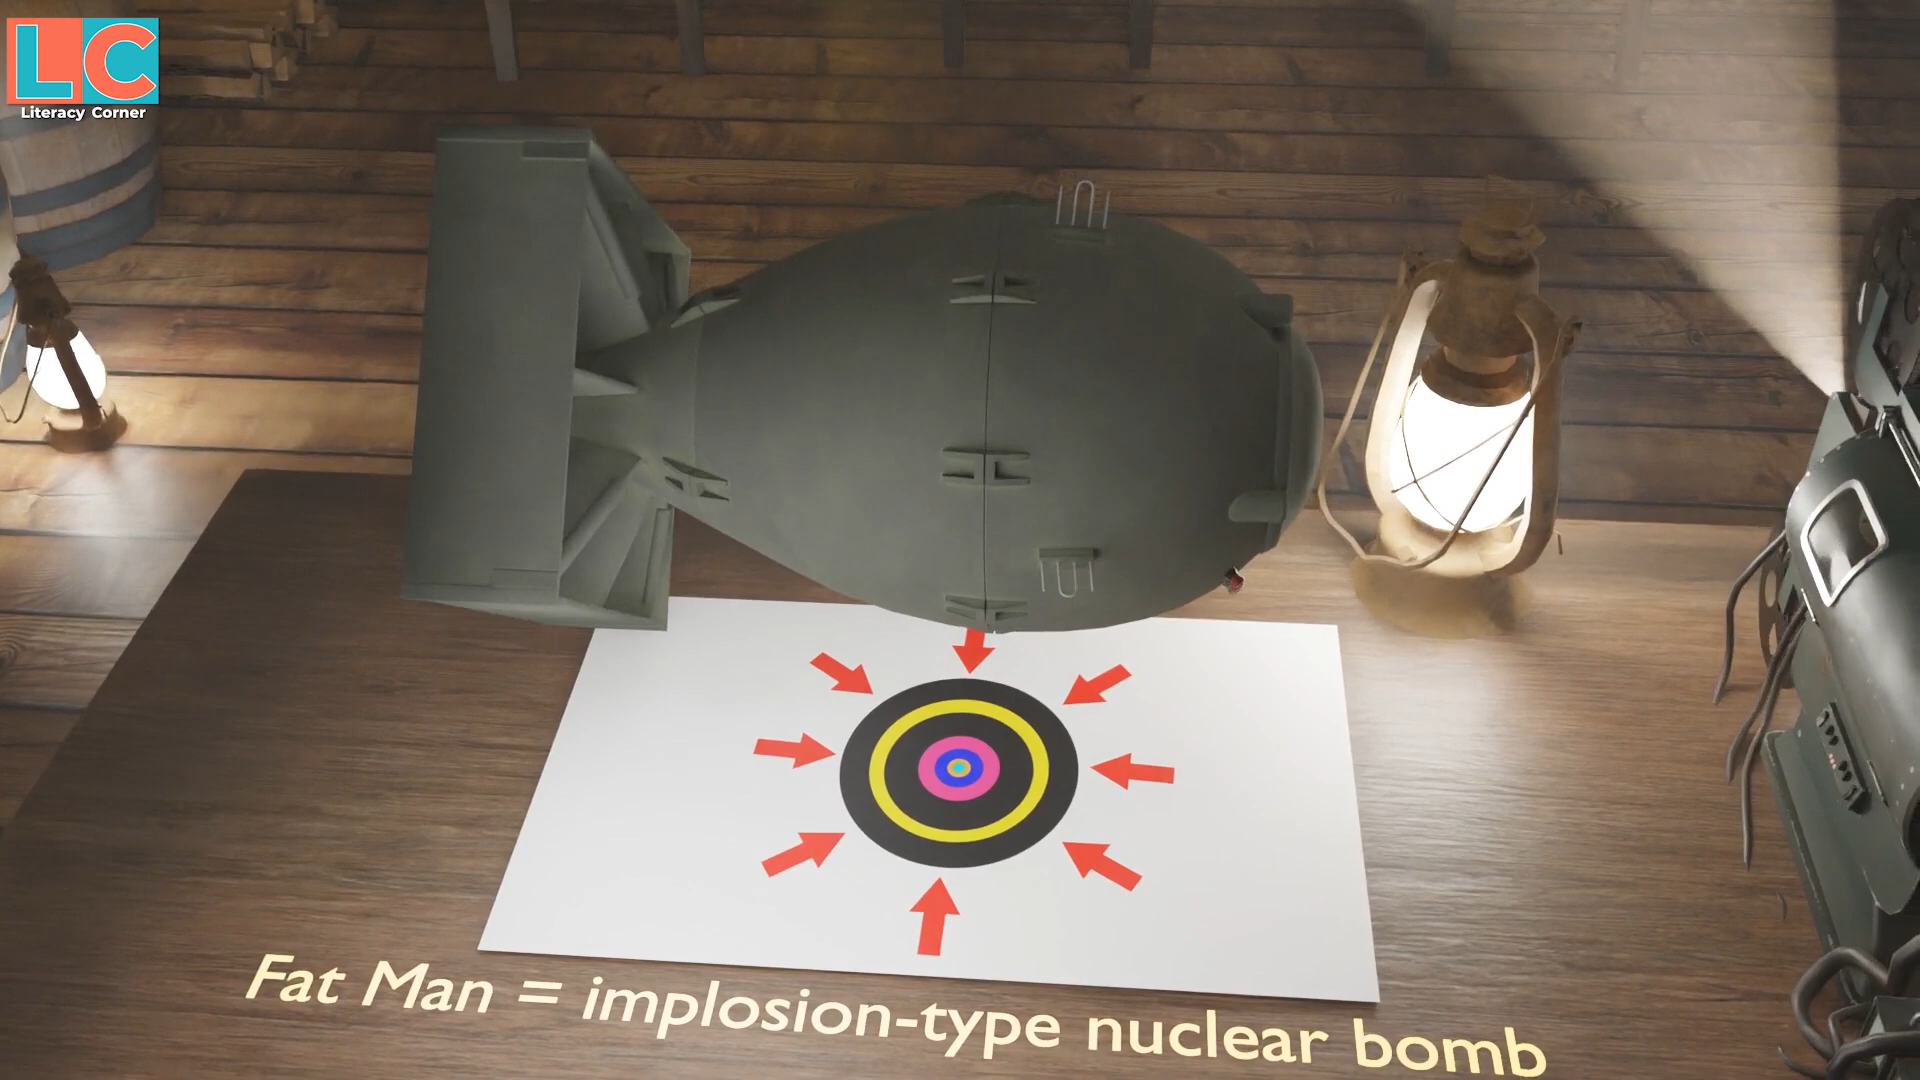 LC
Literacy Corner
Fat Man = implosion-type nuclear bomb